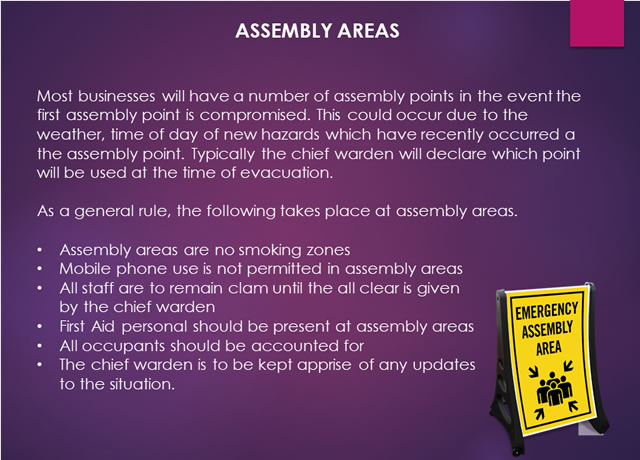 ASSEMBLY AREAS
Most businesses will have a number of assembly points in the event the
first assembly point is compromised. This could occur due to the
weather, time of day of new hazards which have recently occurred a
the assembly point. Typically the chief warden will declare which point
will be used at the time of evacuation.
As a general rule, the following takes place at assembly areas.
• Assembly areas are no smoking zones
• Mobile phone use is not permitted in assembly areas
• All staff are to remain clam until the all clear is given
by the chief warden
• First Aid personal should be present at assembly areas
• All occupants should be accounted for
• The chief warden is to be kept apprise of any updates
to the situation.
EMERGENCY
ASSEMBLY
AREA